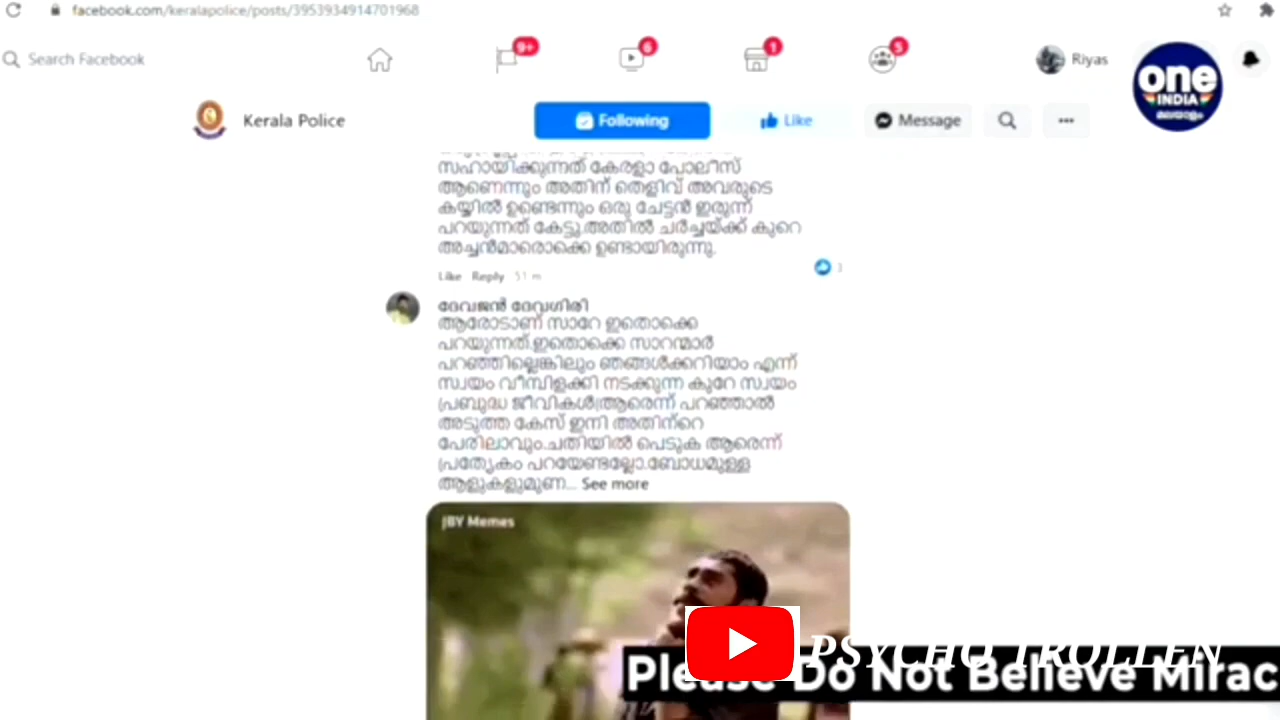 facebook.com/keralapolice/posts/3953934914701968
Search Facebook
9+
6
1
5
Riyas
one
INDIA
മലയാളം
Kerala Police
Following
Like
Message
സഹായിക്കുന്നത് കേരളാ പോലീസ്
ആണെന്നും അതിന് തെളിവ് അവരുടെ
കയ്യിൽ ഉണ്ടെന്നും ഒരു ചേട്ടൻ ഇരുന്ന്
പറയുന്നത് കേട്ടു.അതിൽ ചർച്ചയ്ക്ക് കുറെ
അച്ചൻമാരൊക്കെ ഉണ്ടായിരുന്നു.
Like Reply 51 m
3
ദേവജൻ ദേവഗിരി
ആരോടാണ് സാറേ ഇതൊക്കെ
പറയുന്നത്.ഇതൊക്കെ സാറന്മാർ
പറഞ്ഞില്ലെങ്കിലും ഞങ്ങൾക്കറിയാം എന്ന്
സ്വയം വീമ്പിളക്കി നടക്കുന്ന കുറേ സ്വയം
പ്രബുദ്ധ ജീവികൾ(ആരെന്ന് പറഞ്ഞാൽ
അടുത്ത കേസ് ഇനി അതിന്റെ
പേരിലാവും.ചതിയിൽ പെടുക ആരെന്ന്
പ്രത്യേകം പറയേണ്ടല്ലോ.ബോധമുള്ള
ആളുകളുമുണ... See more
JBY Memes
PSYCHO TROLLEN
Please Do Not Believe Mirac